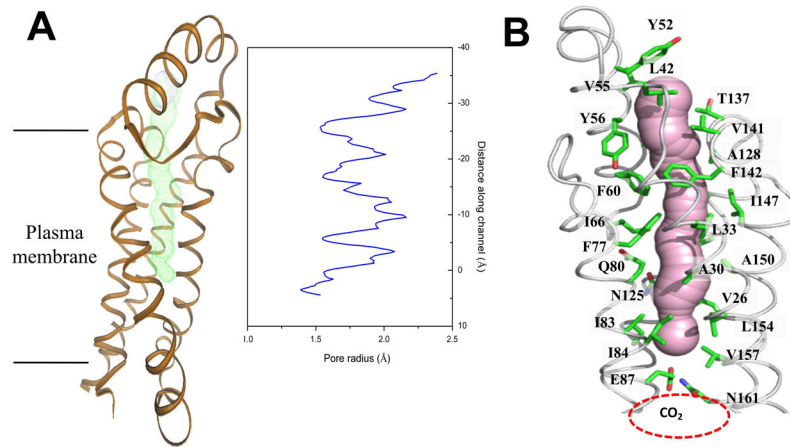 A
Plasma
membrane
-40
-30
-20
-10
0
10
Distance along channel (Å)
1.0
1.5
2.0
2.5
Pore radius (Å)
B
Y52
L42
V55
T137
Y56
V141
A128
F142
F60
I147
I66
L33
F77
Q80
A150
A30
N125
V26
I83
L154
I84
V157
E87
N161
CO₂